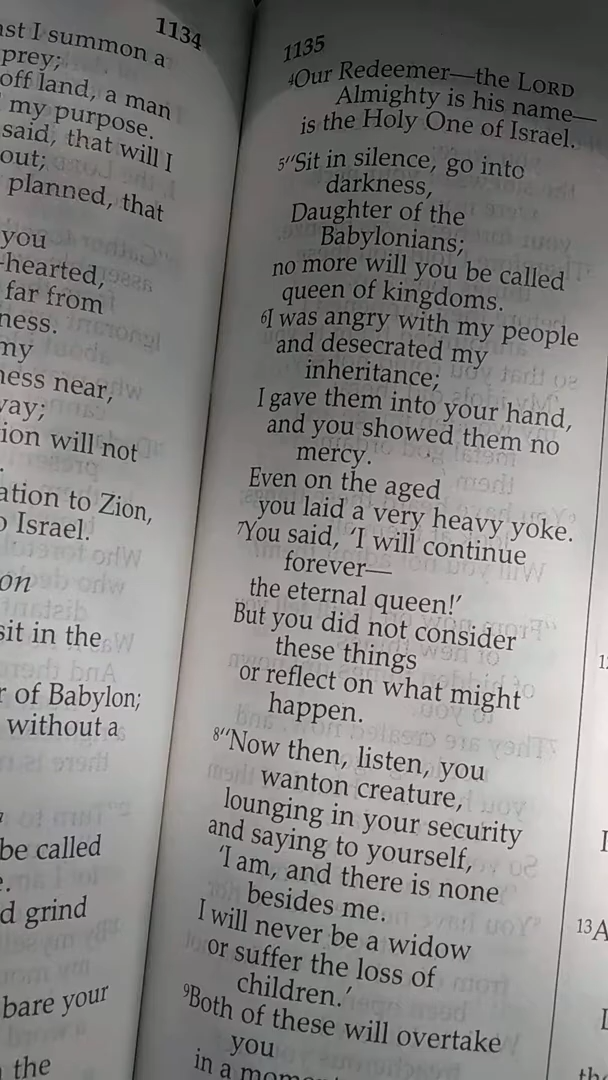 1134
ast I summon a
prey;
off land, a man
my purpose.
said, that will I
out;
planned, that
you
-hearted,
far from
ness.
my
ness near,
way;
ion will not
ation to Zion,
o Israel.
on
sit in the
r of Babylon;
without a
be called
e.
d grind
bare your
the
1135
4Our Redeemer—the LORD
Almighty is his name—
is the Holy One of Israel.
5“Sit in silence, go into
darkness,
Daughter of the
Babylonians;
no more will you be called
queen of kingdoms.
6I was angry with my people
and desecrated my
inheritance;
I gave them into your hand,
and you showed them no
mercy.
Even on the aged
you laid a very heavy yoke.
7You said, ‘I will continue
forever—
the eternal queen!’
But you did not consider
these things
or reflect on what might
happen.
8“Now then, listen, you
wanton creature,
lounging in your security
and saying to yourself,
‘I am, and there is none
besides me.
I will never be a widow
or suffer the loss of
children.’
9Both of these will overtake
you
in a
13A